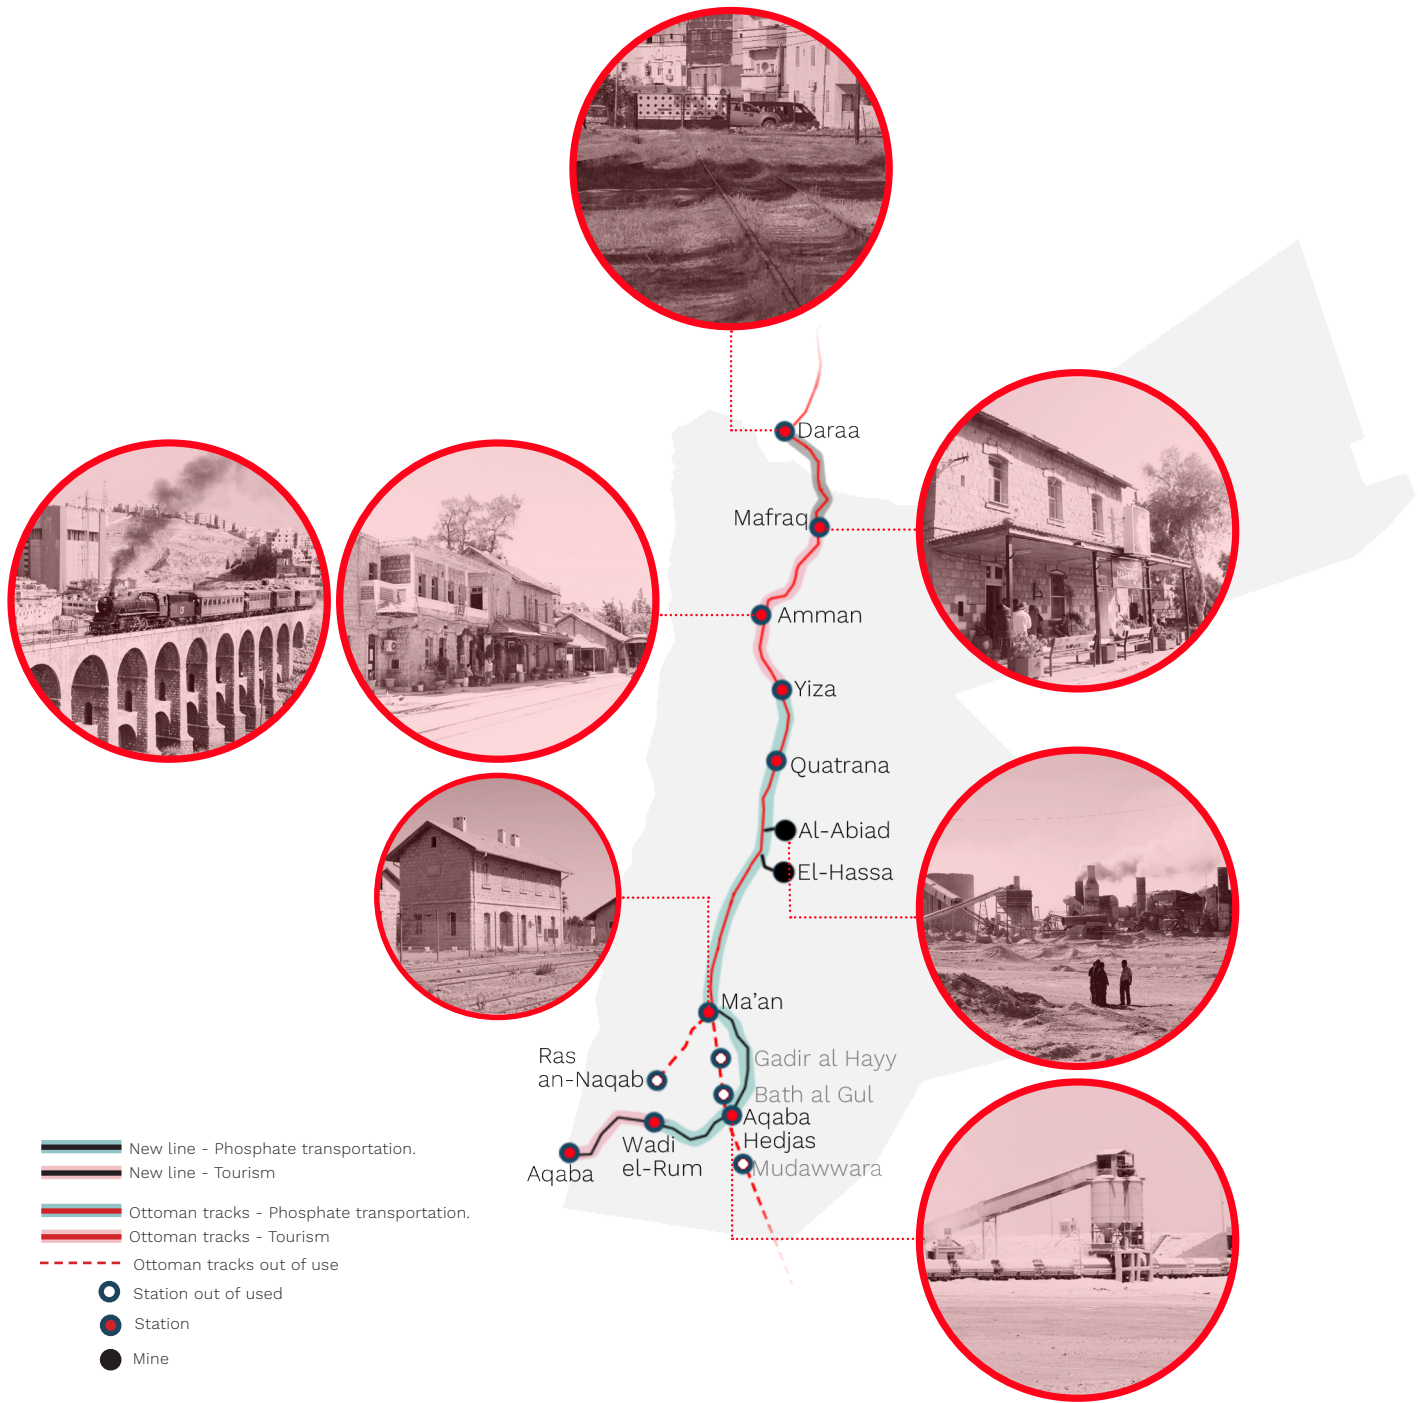 Daraa
Mafraq
Amman
Yiza
Quatrana
Al-Abiad
El-Hassa
Ma’an
Ras
an-Naqab
Gadir al Hayy
Bath al Gul
Aqaba
Hedjas
Wadi
el-Rum
Mudawwara
Aqaba
New line - Phosphate transportation.
New line - Tourism
Ottoman tracks - Phosphate transportation.
Ottoman tracks - Tourism
Ottoman tracks out of use
Station out of used
Station
Mine